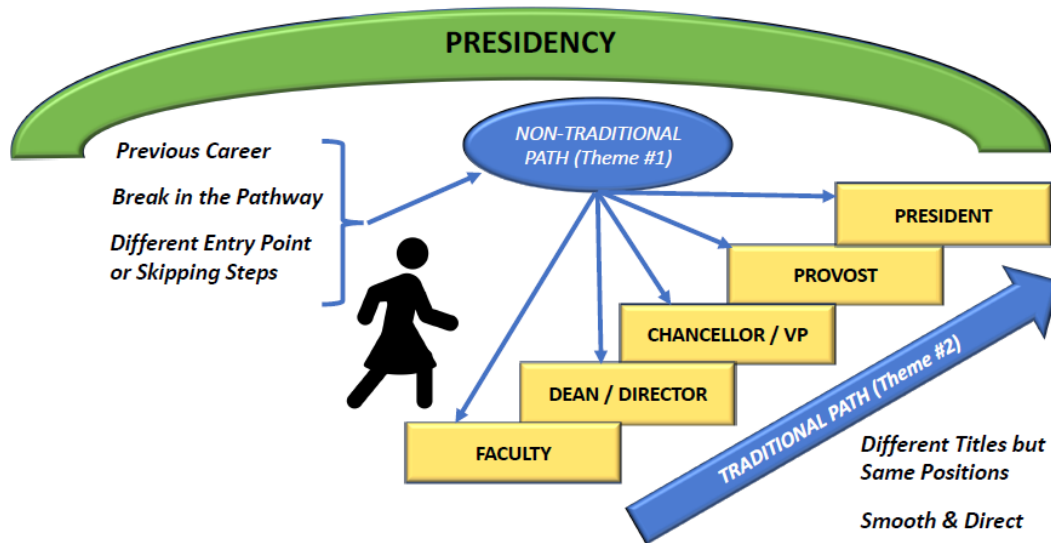 PRESIDENCY
NON-TRADITIONAL
PATH (Theme #1)
Previous Career
Break in the Pathway
Different Entry Point
or Skipping Steps
PRESIDENT
PROVOST
CHANCELLOR / VP
DEAN / DIRECTOR
FACULTY
TRADITIONAL PATH (Theme #2)
Different Titles but
Same Positions
Smooth & Direct